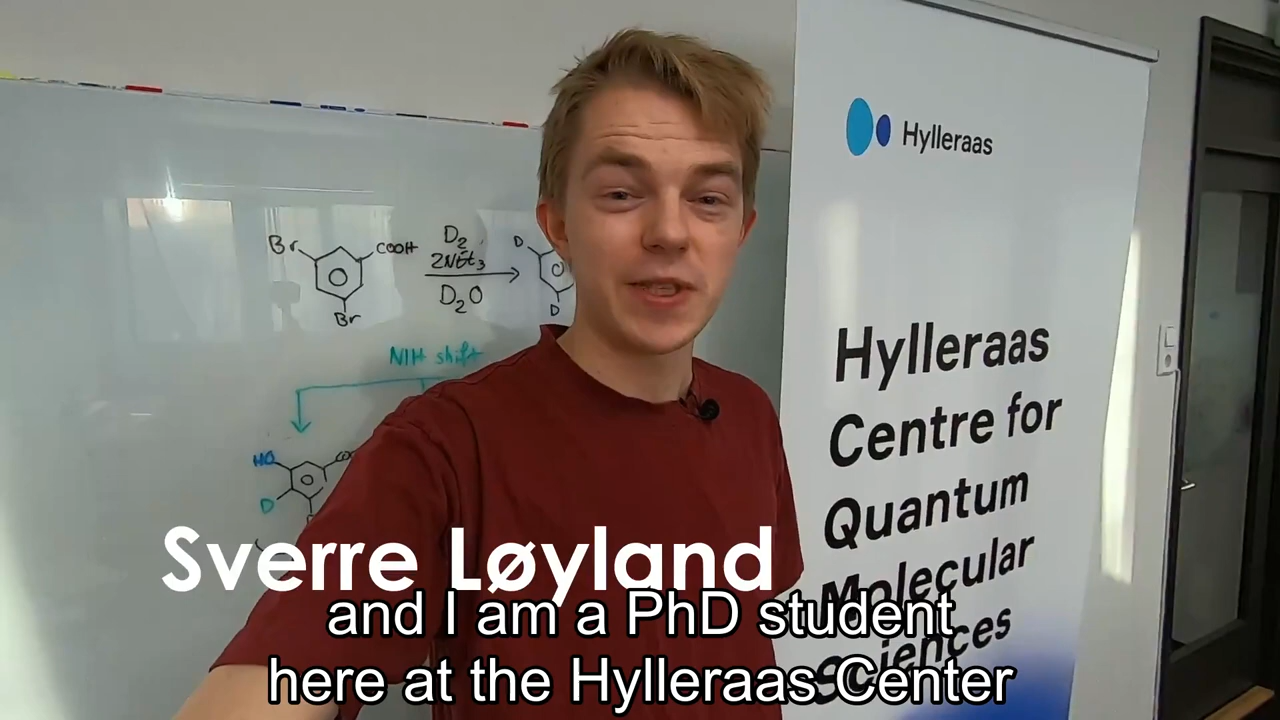 Hylleraas
Br
COOH
D₂
2NEt₃
D₂O
Br
D
D
NIH shift
HO
D
Hylleraas
Centre for
Quantum
Molecular
Sciences
Sverre Løyland
and I am a PhD student
here at the Hylleraas Center